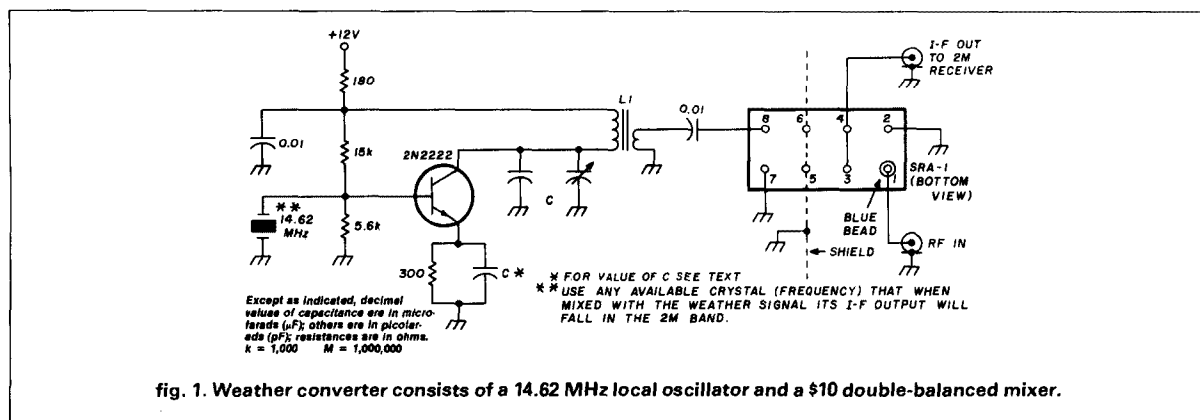 +12V
180
0.01
15k
2N2222
L1
0.01
I-F OUT
TO 2M
RECEIVER
8 6 4 2
7 5 3 1
SRA-1
(BOTTOM
VIEW)
C
**
14.62
MHz
5.6k
300
C *
BLUE
BEAD
SHIELD
RF IN
* FOR VALUE OF C SEE TEXT
** USE ANY AVAILABLE CRYSTAL (FREQUENCY) THAT WHEN
MIXED WITH THE WEATHER SIGNAL ITS I-F OUTPUT WILL
FALL IN THE 2M BAND.
Except as indicated, decimal
values of capacitance are in micro-
farads (μF); others are in picofar-
ads (pF); resistances are in ohms.
k = 1,000 M = 1,000,000
fig. 1. Weather converter consists of a 14.62 MHz local oscillator and a $10 double-balanced mixer.